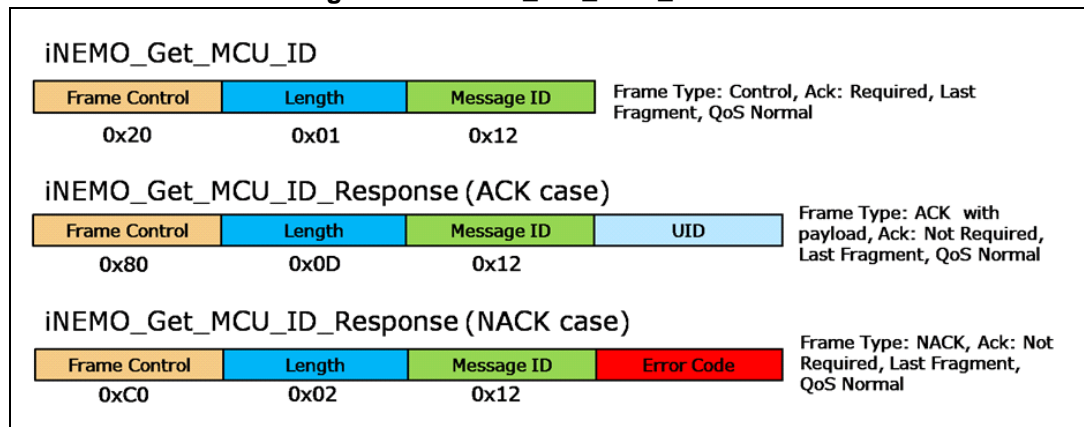 iNEMO_Get_MCU_ID
Frame Control Length Message ID
0x20 0x01 0x12
Frame Type: Control, Ack: Required, Last
Fragment, QoS Normal
iNEMO_Get_MCU_ID_Response (ACK case)
Frame Control Length Message ID UID
0x80 0x0D 0x12
Frame Type: ACK with
payload, Ack: Not Required,
Last Fragment, QoS Normal
iNEMO_Get_MCU_ID_Response (NACK case)
Frame Control Length Message ID Error Code
0xC0 0x02 0x12
Frame Type: NACK, Ack: Not
Required, Last Fragment,
QoS Normal